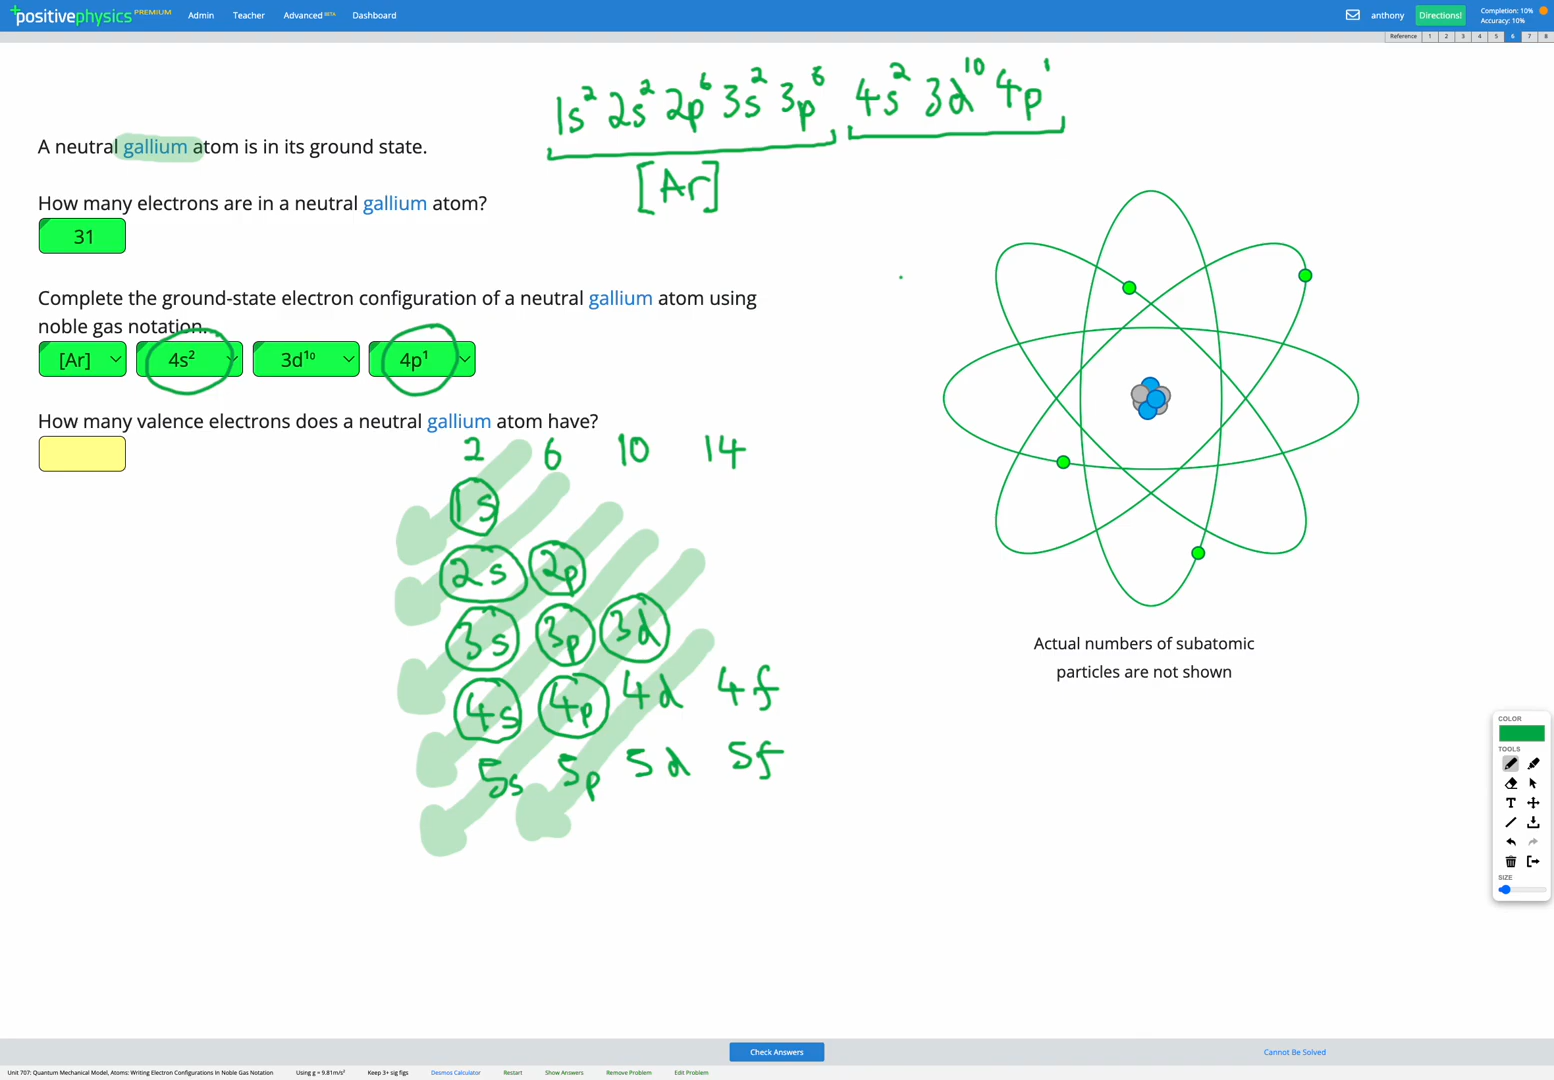 +positivephysics PREMIUM Admin Teacher Advanced BETA Dashboard anthony Directions! Completion: 10% Accuracy: 10%
Reference 1 2 3 4 5 6 7 8
1s² 2s² 2p⁶ 3s² 3p⁶ 4s² 3d¹⁰ 4p¹
[Ar]
A neutral gallium atom is in its ground state.
How many electrons are in a neutral gallium atom?
31
Complete the ground-state electron configuration of a neutral gallium atom using
noble gas notation.
[Ar] 4s² 3d¹⁰ 4p¹
How many valence electrons does a neutral gallium atom have?
2 6 10 14
1s
2s 2p
3s 3p 3d
4s 4p 4d 4f
5s 5p 5d 5f
Actual numbers of subatomic
particles are not shown
COLOR
TOOLS
T
SIZE
Check Answers Cannot Be Solved
Unit 707: Quantum Mechanical Model, Atoms: Writing Electron Configurations In Noble Gas Notation Using g = 9.81m/s² Keep 3+ sig figs Desmos Calculator Restart Show Answers Remove Problem Edit Problem